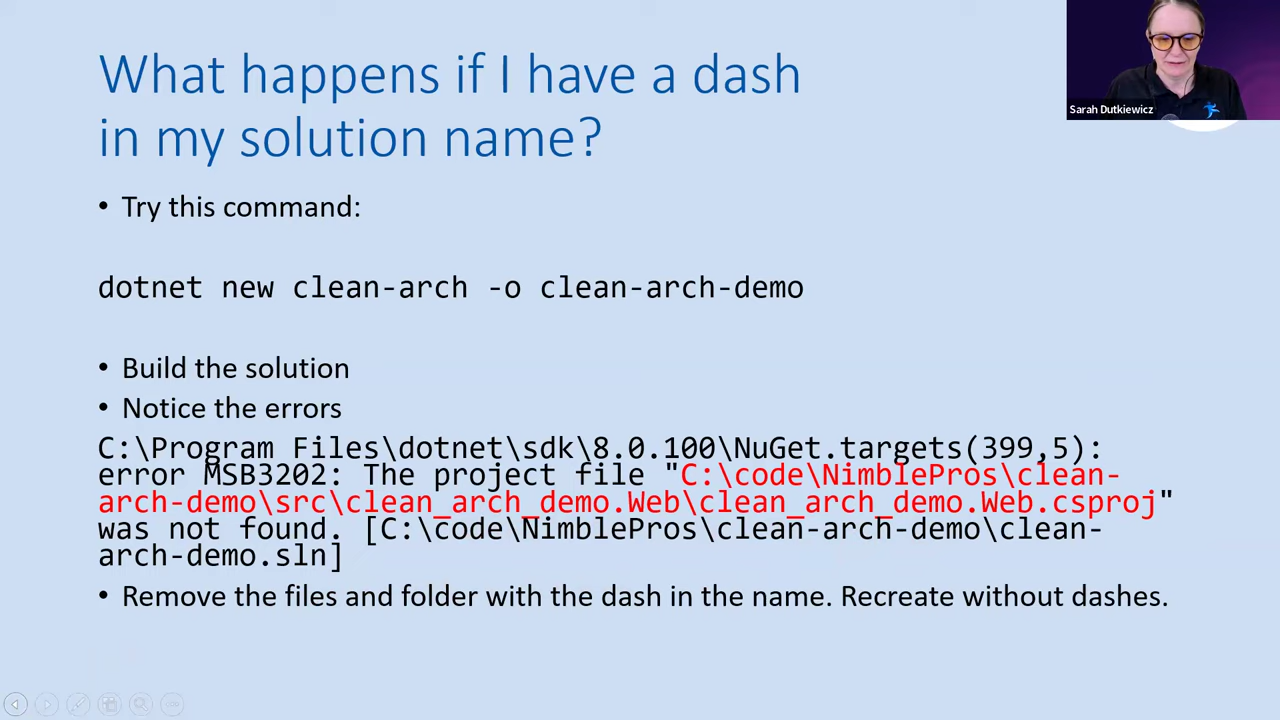 What happens if I have a dash
in my solution name?
Sarah Dutkiewicz
• Try this command:
dotnet new clean-arch -o clean-arch-demo
• Build the solution
• Notice the errors
C:\Program Files\dotnet\sdk\8.0.100\NuGet.targets(399,5):
error MSB3202: The project file "C:\code\NimblePros\clean-
arch-demo\src\clean_arch_demo.Web\clean_arch_demo.Web.csproj"
was not found. [C:\code\NimblePros\clean-arch-demo\clean-
arch-demo.sln]
• Remove the files and folder with the dash in the name. Recreate without dashes.